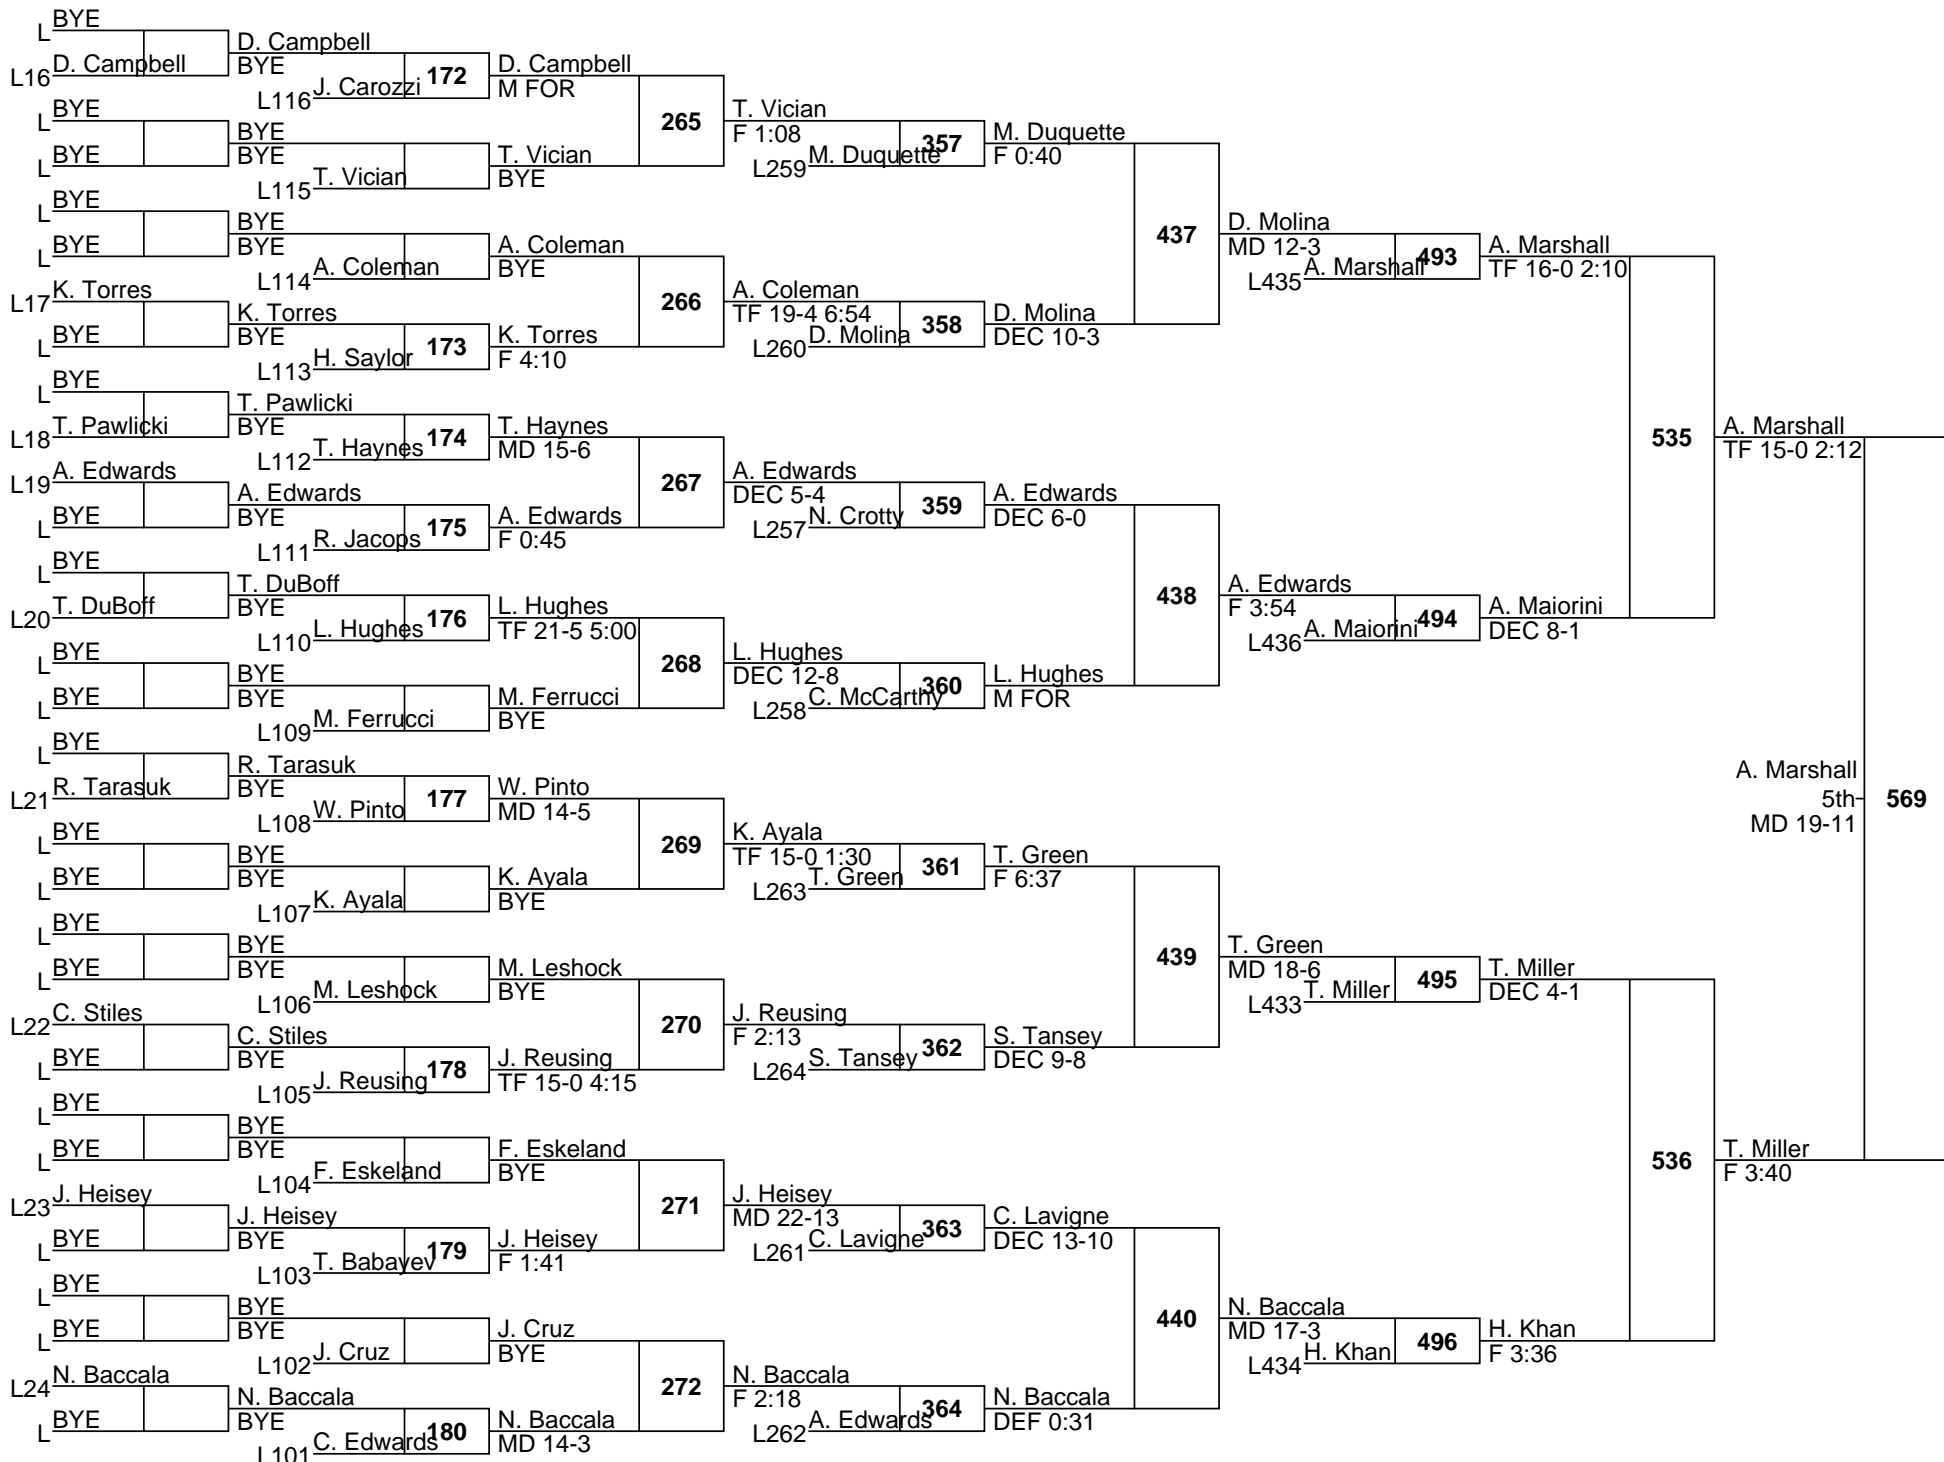 BYE
L
D. Campbell
L16
D. Campbell
BYE
J. Carozzi
L116
172
D. Campbell
M FOR
BYE
L
BYE
L
BYE
BYE
T. Vician
L115
T. Vician
BYE
265
T. Vician
F 1:08
M. Duquette
L259
357
M. Duquette
F 0:40
BYE
L
BYE
L
BYE
BYE
A. Coleman
L114
A. Coleman
BYE
K. Torres
L17
BYE
L
K. Torres
BYE
H. Saylor
L113
173
K. Torres
F 4:10
266
A. Coleman
TF 19-4 6:54
D. Molina
L260
358
D. Molina
DEC 10-3
437
D. Molina
MD 12-3
A. Marshall
L435
493
A. Marshall
TF 16-0 2:10
BYE
L
T. Pawlicki
L18
T. Pawlicki
BYE
T. Haynes
L112
174
T. Haynes
MD 15-6
A. Edwards
L19
BYE
L
A. Edwards
BYE
R. Jacops
L111
175
A. Edwards
F 0:45
267
A. Edwards
DEC 5-4
N. Crotty
L257
359
A. Edwards
DEC 6-0
BYE
L
T. DuBoff
L20
T. DuBoff
BYE
L. Hughes
L110
176
L. Hughes
TF 21-5 5:00
BYE
L
BYE
L
BYE
BYE
M. Ferrucci
L109
M. Ferrucci
BYE
268
L. Hughes
DEC 12-8
C. McCarthy
L258
360
L. Hughes
M FOR
438
A. Edwards
F 3:54
A. Maiorini
L436
494
A. Maiorini
DEC 8-1
535
A. Marshall
TF 15-0 2:12
BYE
L
R. Tarasuk
L21
R. Tarasuk
BYE
W. Pinto
L108
177
W. Pinto
MD 14-5
BYE
L
BYE
L
BYE
BYE
K. Ayala
L107
K. Ayala
BYE
269
K. Ayala
TF 15-0 1:30
T. Green
L263
361
T. Green
F 6:37
BYE
L
BYE
L
BYE
BYE
M. Leshock
L106
M. Leshock
BYE
C. Stiles
L22
BYE
L
C. Stiles
BYE
J. Reusing
L105
178
J. Reusing
TF 15-0 4:15
270
J. Reusing
F 2:13
S. Tansey
L264
362
S. Tansey
DEC 9-8
439
T. Green
MD 18-6
T. Miller
L433
495
T. Miller
DEC 4-1
BYE
L
BYE
L
BYE
BYE
F. Eskeland
L104
F. Eskeland
BYE
J. Heisey
L23
BYE
L
J. Heisey
BYE
T. Babayev
L103
179
J. Heisey
F 1:41
271
J. Heisey
MD 22-13
C. Lavigne
L261
363
C. Lavigne
DEC 13-10
BYE
L
BYE
L
BYE
BYE
J. Cruz
L102
J. Cruz
BYE
N. Baccala
L24
BYE
L
N. Baccala
BYE
C. Edwards
L101
180
N. Baccala
MD 14-3
272
N. Baccala
F 2:18
A. Edwards
L262
364
N. Baccala
DEF 0:31
440
N. Baccala
MD 17-3
H. Khan
L434
496
H. Khan
F 3:36
536
T. Miller
F 3:40
A. Marshall
5th
MD 19-11
569